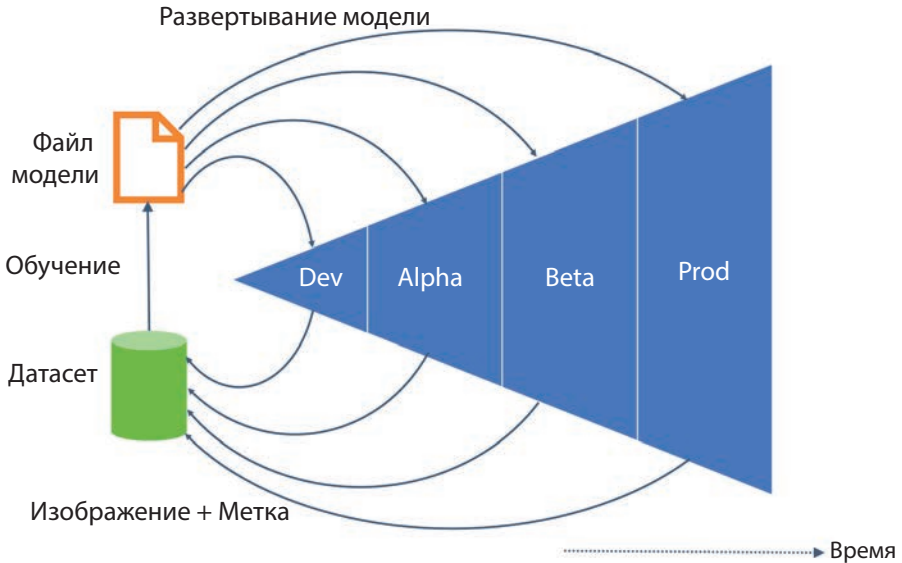 Развертывание модели
Файл
модели
Обучение
Dev
Alpha
Beta
Prod
Датасет
Изображение + Метка
Время